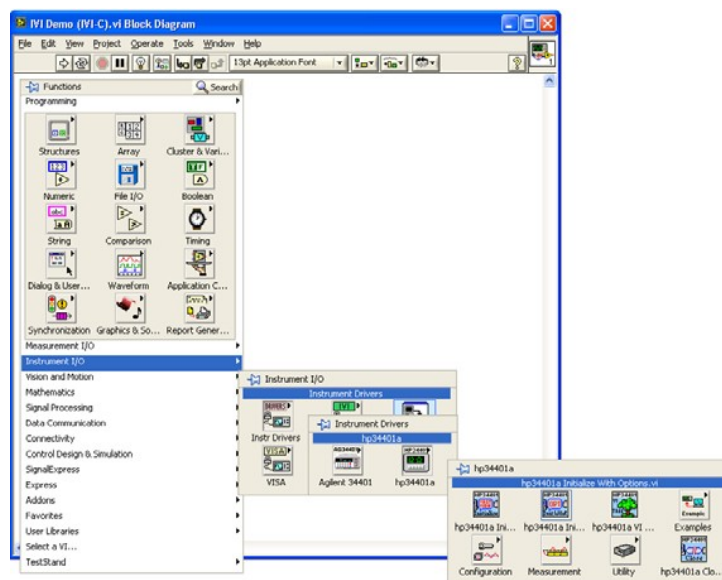 IVI Demo (IVI-C).vi Block Diagram
File Edit View Project Operate Tools Window Help
13pt Application Font
1
Functions
Search
Programming
Structures Array Cluster & Vari...
Numeric File I/O Boolean
String Comparison Timing
Dialog & User... Waveform Application C...
Synchronization Graphics & So... Report Gener...
Measurement I/O
Instrument I/O
Vision and Motion
Mathematics
Signal Processing
Data Communication
Connectivity
Control Design & Simulation
SignalExpress
Express
Addons
Favorites
User Libraries
Select a VI...
TestStand
Instrument I/O
Instrument Drivers
Instr Drivers
VISA
Instrument Drivers
hp34401a
Agilent 34401 hp34401a
hp34401a
hp34401a Initialize With Options.vi
hp34401a Ini... hp34401a Ini... hp34401a VI ... Examples
Configuration Measurement Utility hp34401a Clo...